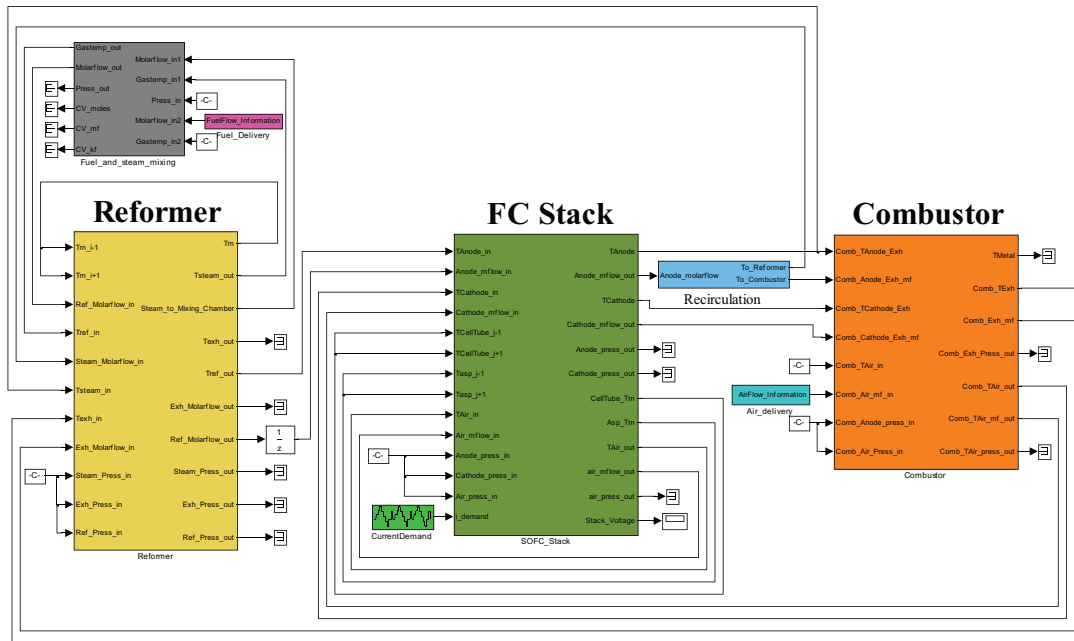 Gastemp_out
Molarflow_out
Press_out
CV_moles
CV_mf
CV_kf
Molarflow_in1
Gastemp_in1
Press_in
Molarflow_in2
Gastemp_in2
-C-
FuelFlow_Information
Fuel_Delivery
-C-
Fuel_and_steam_mixing
Reformer
Tm_i-1
Tm_i+1
Ref_Molarflow_in
Tref_in
Steam_Molarflow_in
Tsteam_in
Texh_in
Exh_Molarflow_in
Steam_Press_in
Exh_Press_in
Ref_Press_in
-C-
Tm
Tsteam_out
Steam_to_Mixing_Chamber
Texh_out
Tref_out
Exh_Molarflow_out
Ref_Molarflow_out
Steam_Press_out
Exh_Press_out
Ref_Press_out
Reformer
1
z
FC Stack
TAnode_in
Anode_mflow_in
TCathode_in
Cathode_mflow_in
TCellTube_j-1
TCellTube_j+1
Tasp_j-1
Tasp_j+1
TAir_in
Air_mflow_in
Anode_press_in
Cathode_press_in
Air_press_in
i_demand
-C-
CurrentDemand
TAnode
Anode_mflow_out
TCathode
Cathode_mflow_out
Anode_press_out
Cathode_press_out
CellTube_Tm
Asp_Tm
TAir_out
air_mflow_out
air_press_out
Stack_Voltage
SOFC_Stack
Anode_molarflow
To_Reformer
To_Combustor
Recirculation
Combustor
Comb_TAnode_Exh
Comb_Anode_Exh_mf
Comb_TCathode_Exh
Comb_Cathode_Exh_mf
Comb_TAir_in
Comb_Air_mf_in
Comb_Anode_press_in
Comb_Air_Press_in
-C-
AirFlow_Information
Air_delivery
-C-
TMetal
Comb_TExh
Comb_Exh_mf
Comb_Exh_Press_out
Comb_TAir_out
Comb_TAir_mf_out
Comb_TAir_press_out
Combustor